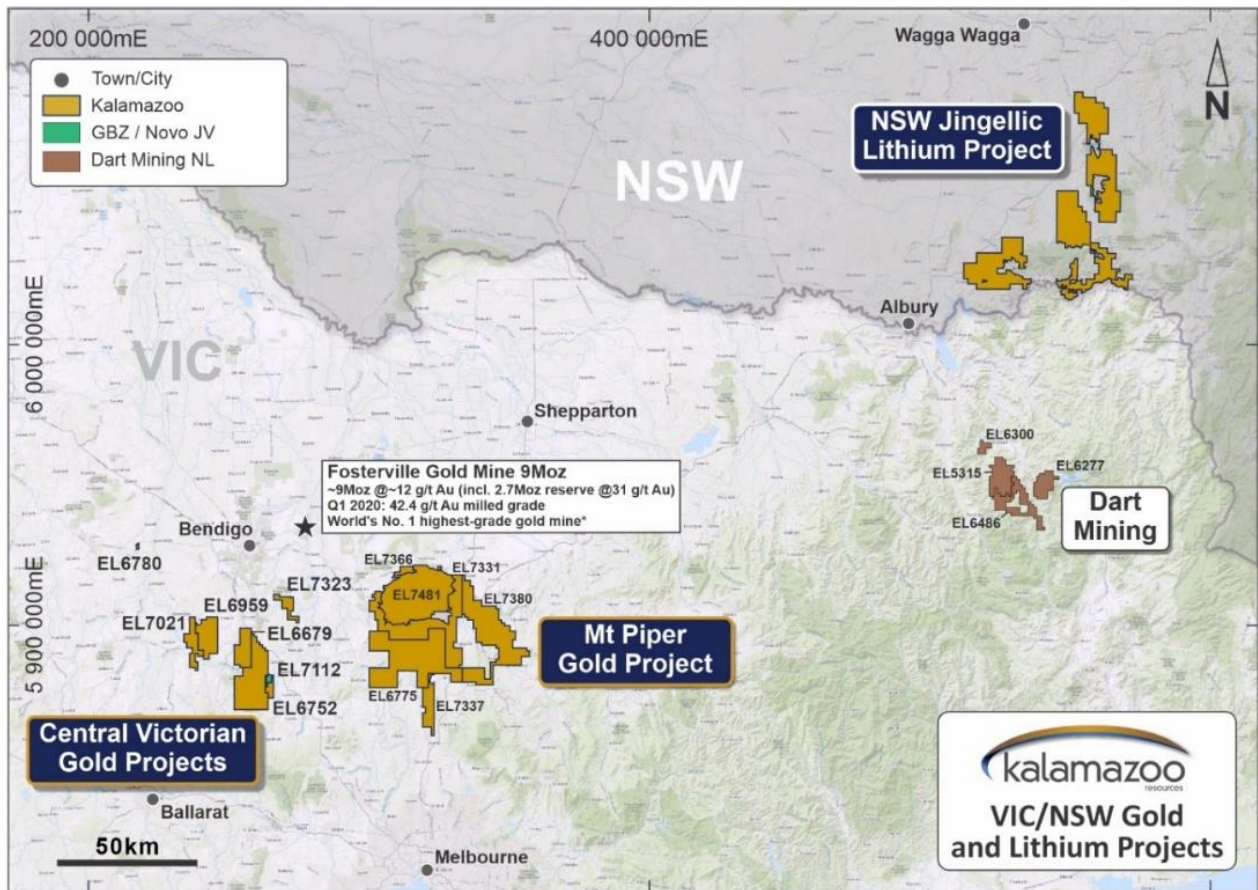 200 000mE
400 000mE
Wagga Wagga
Town/City
Kalamazoo
GBZ / Novo JV
Dart Mining NL
N
NSW Jingellic
Lithium Project
NSW
Albury
6 000 000mE
VIC
Shepparton
EL6300
EL5315
EL6277
EL6486
Dart
Mining
Fosterville Gold Mine 9Moz
~9Moz @~12 g/t Au (incl. 2.7Moz reserve @31 g/t Au)
Q1 2020: 42.4 g/t Au milled grade
World's No. 1 highest-grade gold mine*
Bendigo
EL6780
EL7366
EL7331
EL7323
EL7481
EL7380
EL6959
EL7021
EL6679
5 900 000mE
Mt Piper
Gold Project
EL7112
EL6775
EL7337
EL6752
Central Victorian
Gold Projects
Ballarat
50km
Melbourne
kalamazoo
resources
VIC/NSW Gold
and Lithium Projects